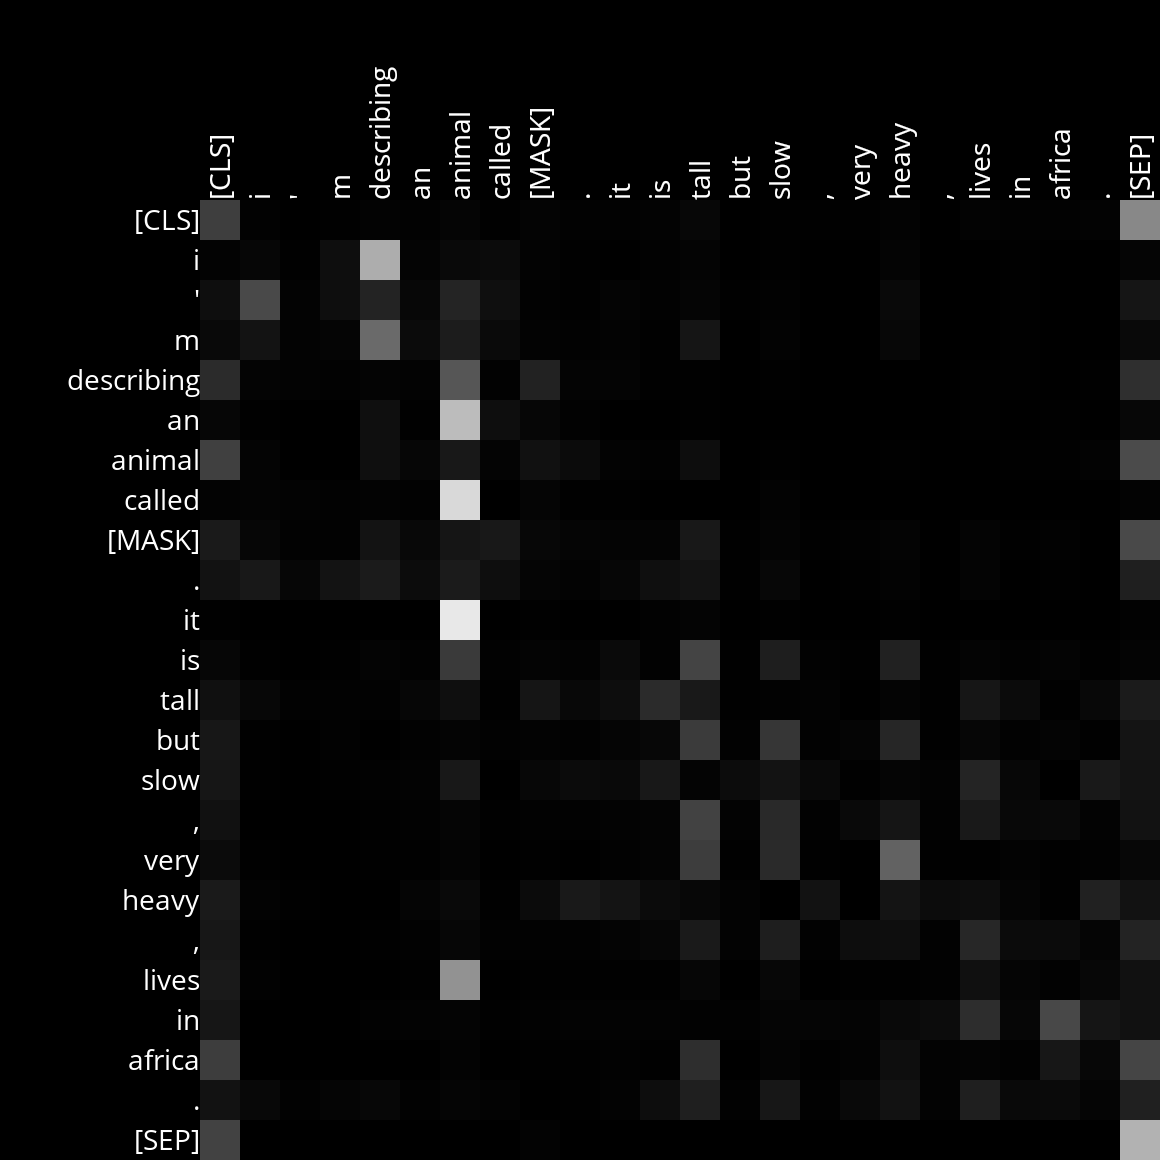 [CLS] i ' m describing an animal called [MASK] . it is tall but slow , very heavy , lives in africa . [SEP]
[CLS]
i
'
m
describing
an
animal
called
[MASK]
.
it
is
tall
but
slow
,
very
heavy
,
lives
in
africa
.
[SEP]